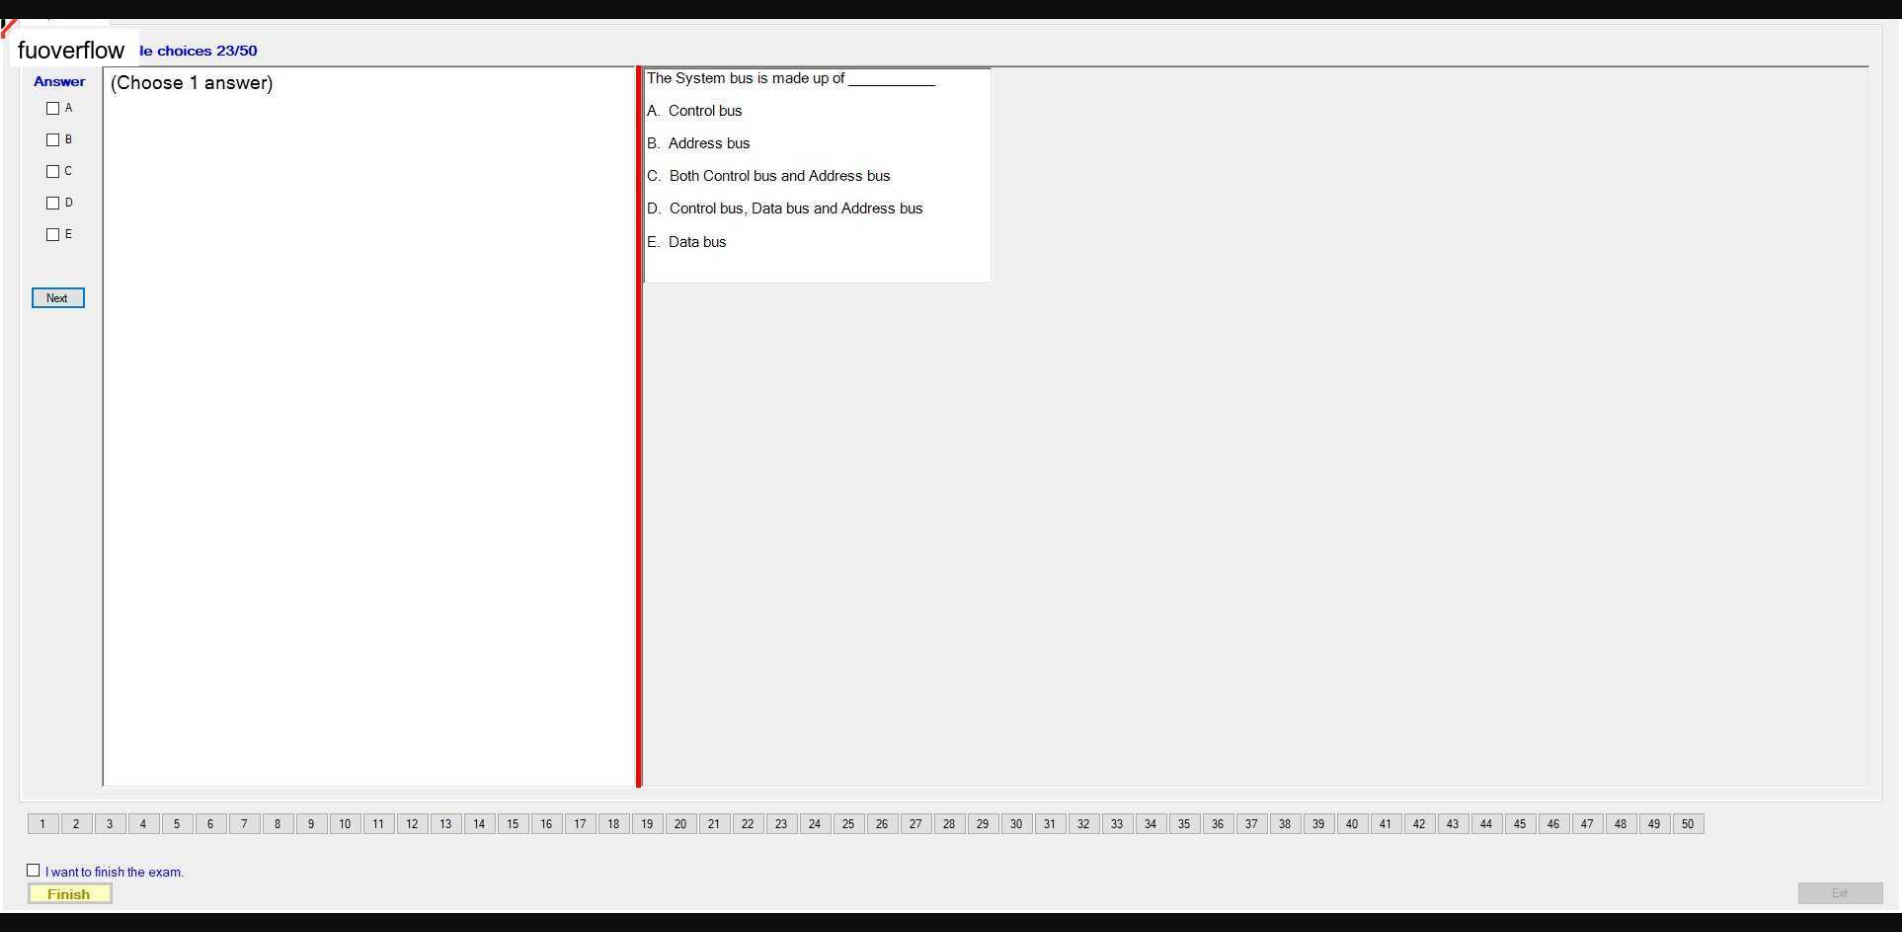 fuoverflow le choices 23/50
Answer
(Choose 1 answer)
A
B
C
D
E
Next
The System bus is made up of ___________
A. Control bus
B. Address bus
C. Both Control bus and Address bus
D. Control bus, Data bus and Address bus
E. Data bus
1 2 3 4 5 6 7 8 9 10 11 12 13 14 15 16 17 18 19 20 21 22 23 24 25 26 27 28 29 30 31 32 33 34 35 36 37 38 39 40 41 42 43 44 45 46 47 48 49 50
I want to finish the exam.
Finish
Exit